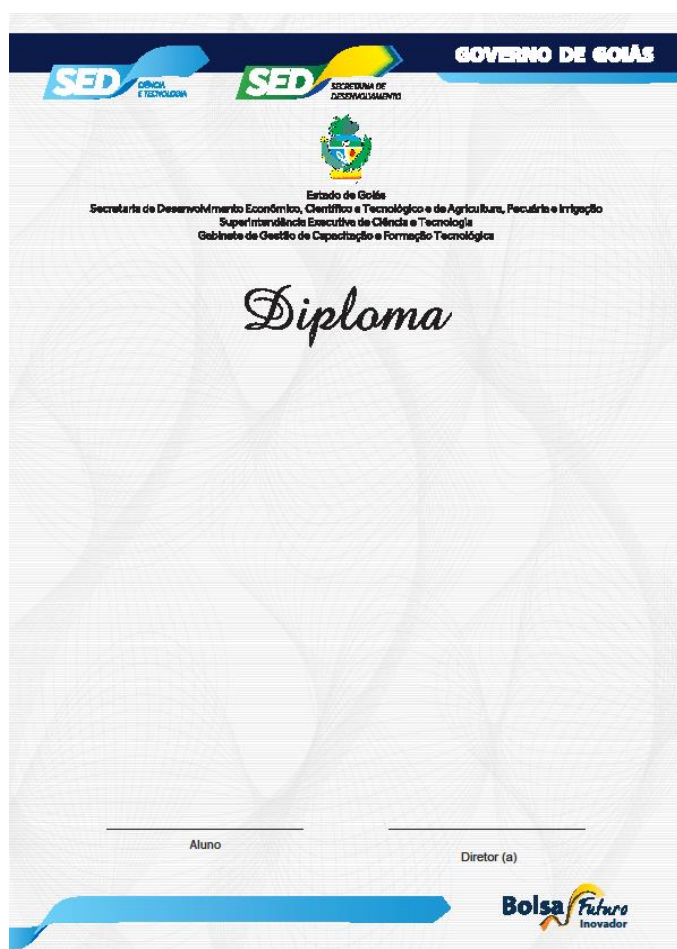 GOVERNO DE GOIÁS
SED CIÊNCIA
E TECNOLOGIA
SED SECRETARIA DE
DESENVOLVIMENTO
Estado de Goiás
Secretaria de Desenvolvimento Econômico, Científico e Tecnológico e de Agricultura, Pecuária e Irrigação
Superintendência Executiva de Ciência e Tecnologia
Gabinete de Gestão de Capacitação e Formação Tecnológica
Diploma
Aluno
Diretor (a)
Bolsa Futuro
Inovador